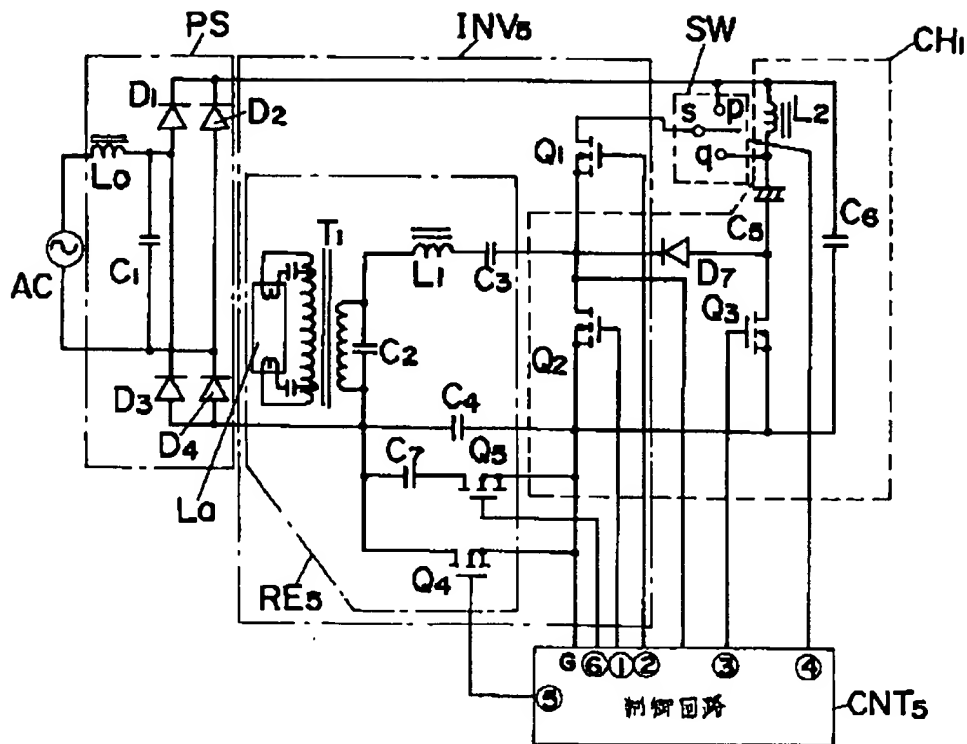 PS
INV5
SW
CH1
D1
D2
L0
C1
AC
D3
D4
La
T1
C2
L1
C3
Q1
Q2
s
p
q
L2
C5
C6
D7
Q3
C4
C7
Q5
Q4
RE5
G
⑥
①
②
③
④
⑤
制御回路
CNT5